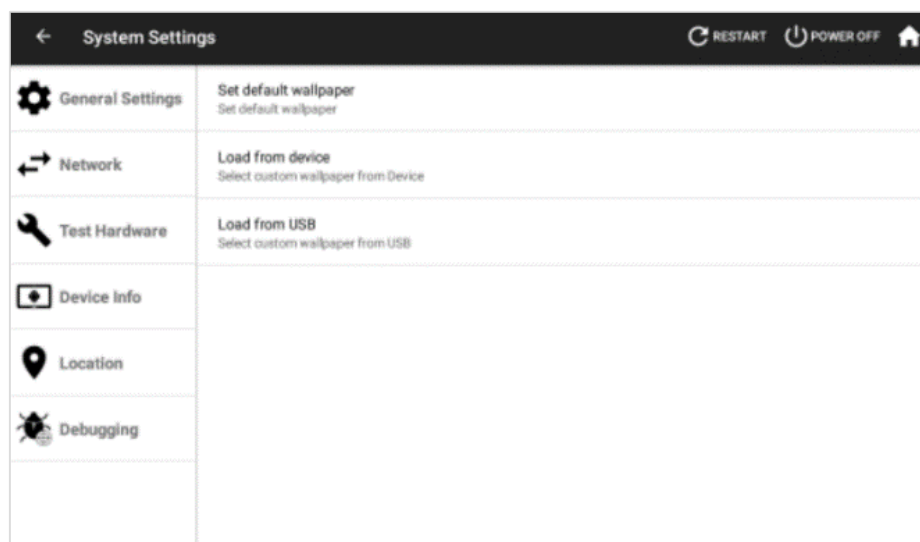 System Settings
RESTART
POWER OFF
General Settings
Network
Test Hardware
Device Info
Location
Debugging
Set default wallpaper
Set default wallpaper
Load from device
Select custom wallpaper from Device
Load from USB
Select custom wallpaper from USB